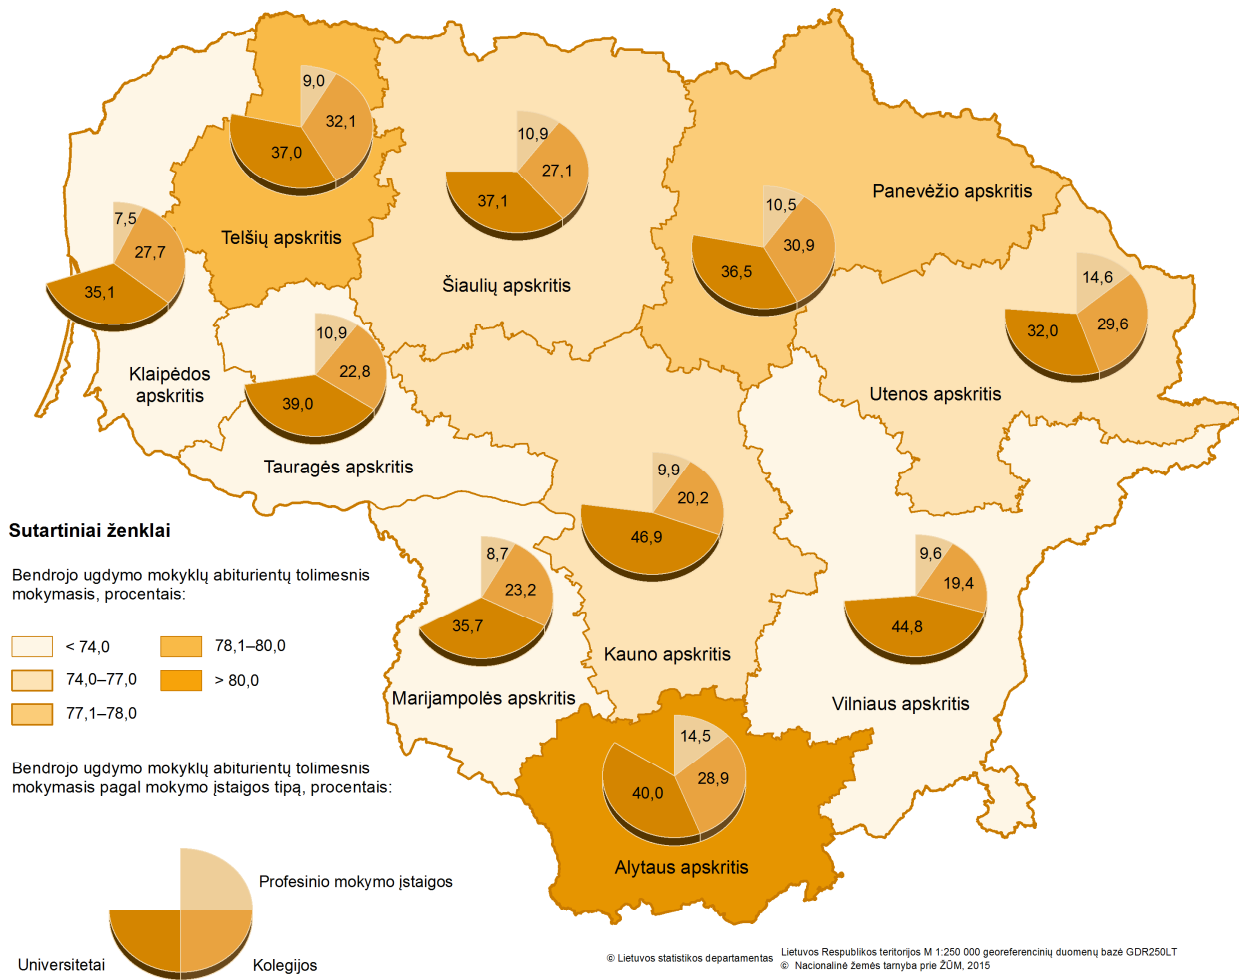 9,0
32,1
37,0
Telšių apskritis
10,9
27,1
37,1
Šiaulių apskritis
Panevėžio apskritis
10,5
30,9
36,5
7,5
27,7
35,1
Klaipėdos
apskritis
14,6
29,6
32,0
Utenos apskritis
10,9
22,8
39,0
Tauragės apskritis
9,9
20,2
46,9
Kauno apskritis
8,7
23,2
35,7
Marijampolės apskritis
9,6
19,4
44,8
Vilniaus apskritis
14,5
28,9
40,0
Alytaus apskritis
Sutartiniai ženklai
Bendrojo ugdymo mokyklų abiturientų tolimesnis
mokymasis, procentais:
< 74,0
74,0–77,0
77,1–78,0
78,1–80,0
> 80,0
Bendrojo ugdymo mokyklų abiturientų tolimesnis
mokymasis pagal mokymo įstaigos tipą, procentais:
Profesinio mokymo įstaigos
Universitetai
Kolegijos
© Lietuvos statistikos departamentas
Lietuvos Respublikos teritorijos M 1:250 000 georeferencinių duomenų bazė GDR250LT
© Nacionalinė žemės tarnyba prie ŽŪM, 2015